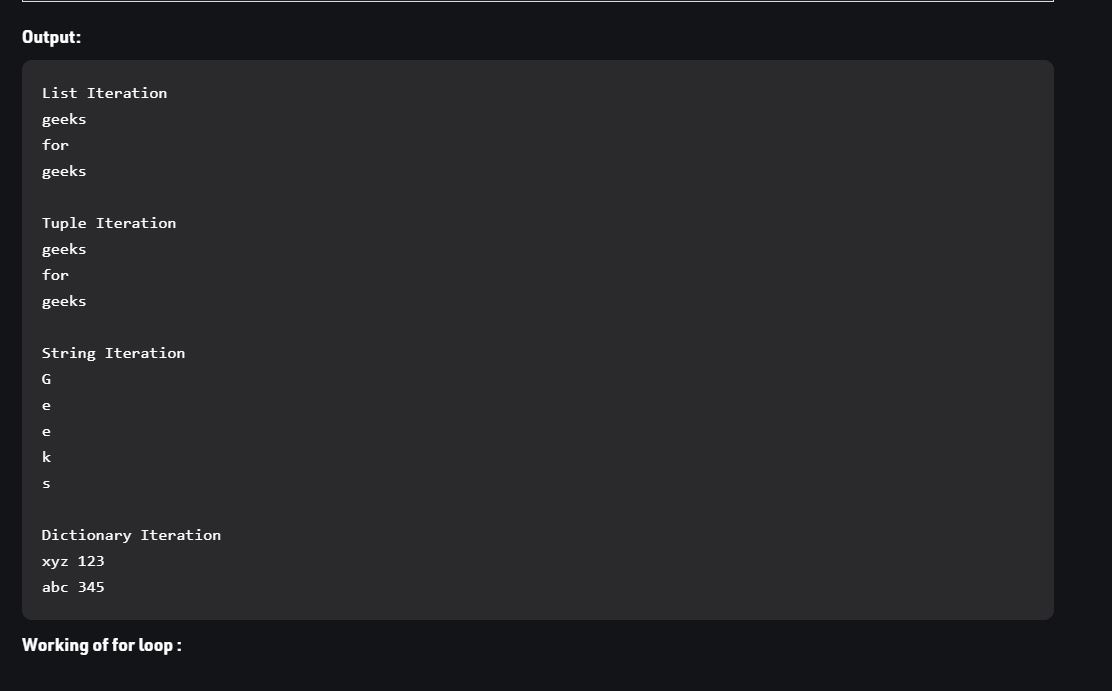 Output:
List Iteration
geeks
for
geeks
Tuple Iteration
geeks
for
geeks
String Iteration
G
e
e
k
s
Dictionary Iteration
xyz 123
abc 345
Working of for loop :